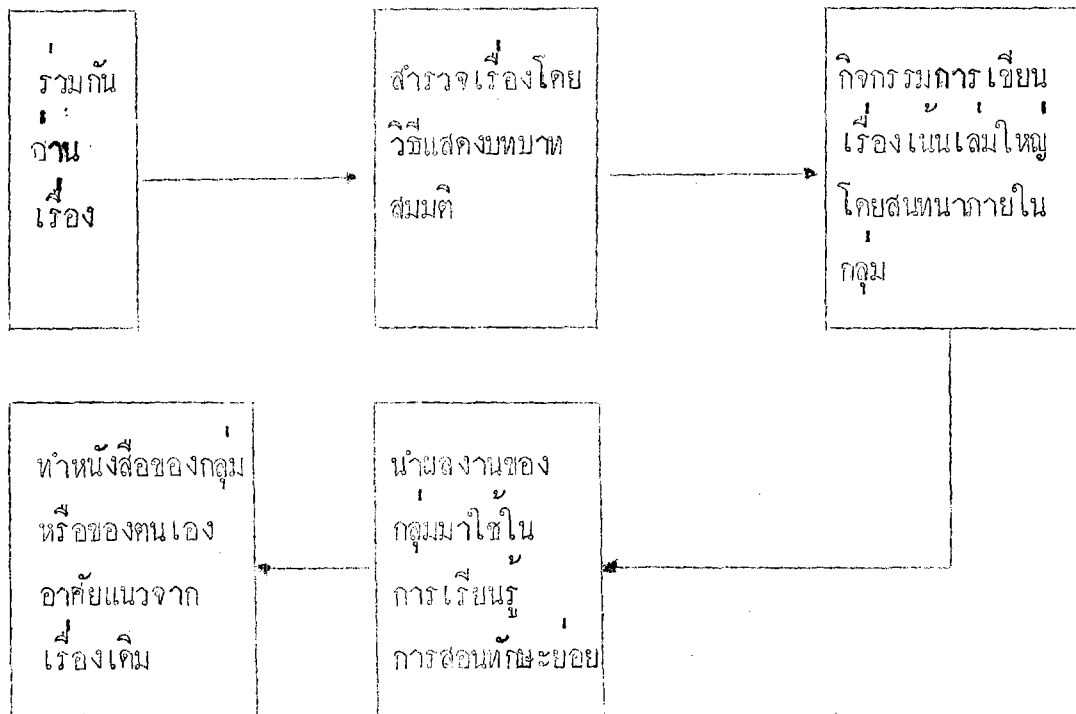 ร่วมกัน
อ่าน
เรื่อง
สำรวจเรื่องโดย
วิธีแสดงบทบาท
สมมติ
กิจกรรมการเขียน
เรื่องเน้นเล่มใหญ่
โดยสนทนาภายใน
กลุ่ม
นำผลงานของ
กลุ่มมาใช้ใน
การเรียนรู้
การสอนทักษะย่อย
ทำหนังสือของกลุ่ม
หรือของตนเอง
อาศัยแนวจาก
เรื่องเดิม